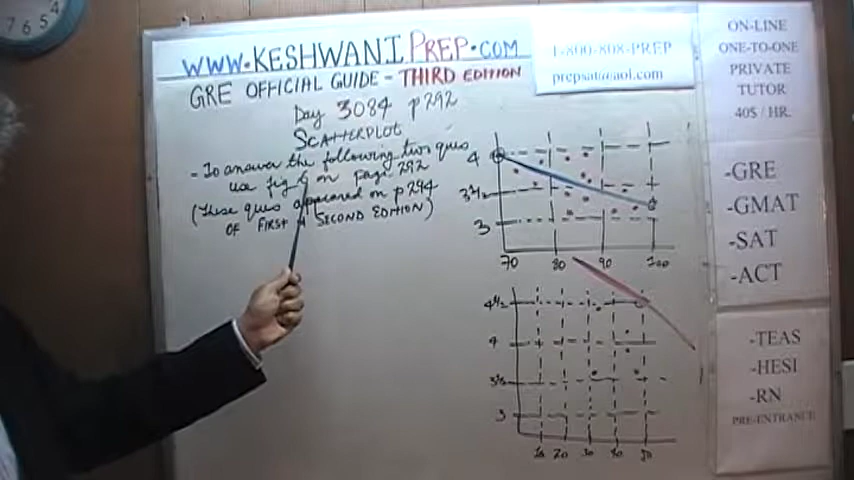 7 6 5 4
WWW.KESHWANIPREP.COM
GRE OFFICIAL GUIDE - THIRD EDITION
Day 3084 p292
SCATTERPLOT
- To answer the following two ques
use fig on page 292
(These ques appeared on p294
OF FIRST & SECOND EDITION)
1-800-808-PREP
prepsat@aol.com
ON-LINE
ONE-TO-ONE
PRIVATE
TUTOR
40$ / HR.
-GRE
-GMAT
-SAT
-ACT
-TEAS
-HESI
-RN
PRE-ENTRANCE
4
3½
3
70 80 90 100
4½
4
3½
3
10 20 30 40 50